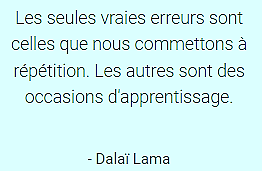 Les seules vraies erreurs sont
celles que nous commettons à
répétition. Les autres sont des
occasions d'apprentissage.
- Dalaï Lama